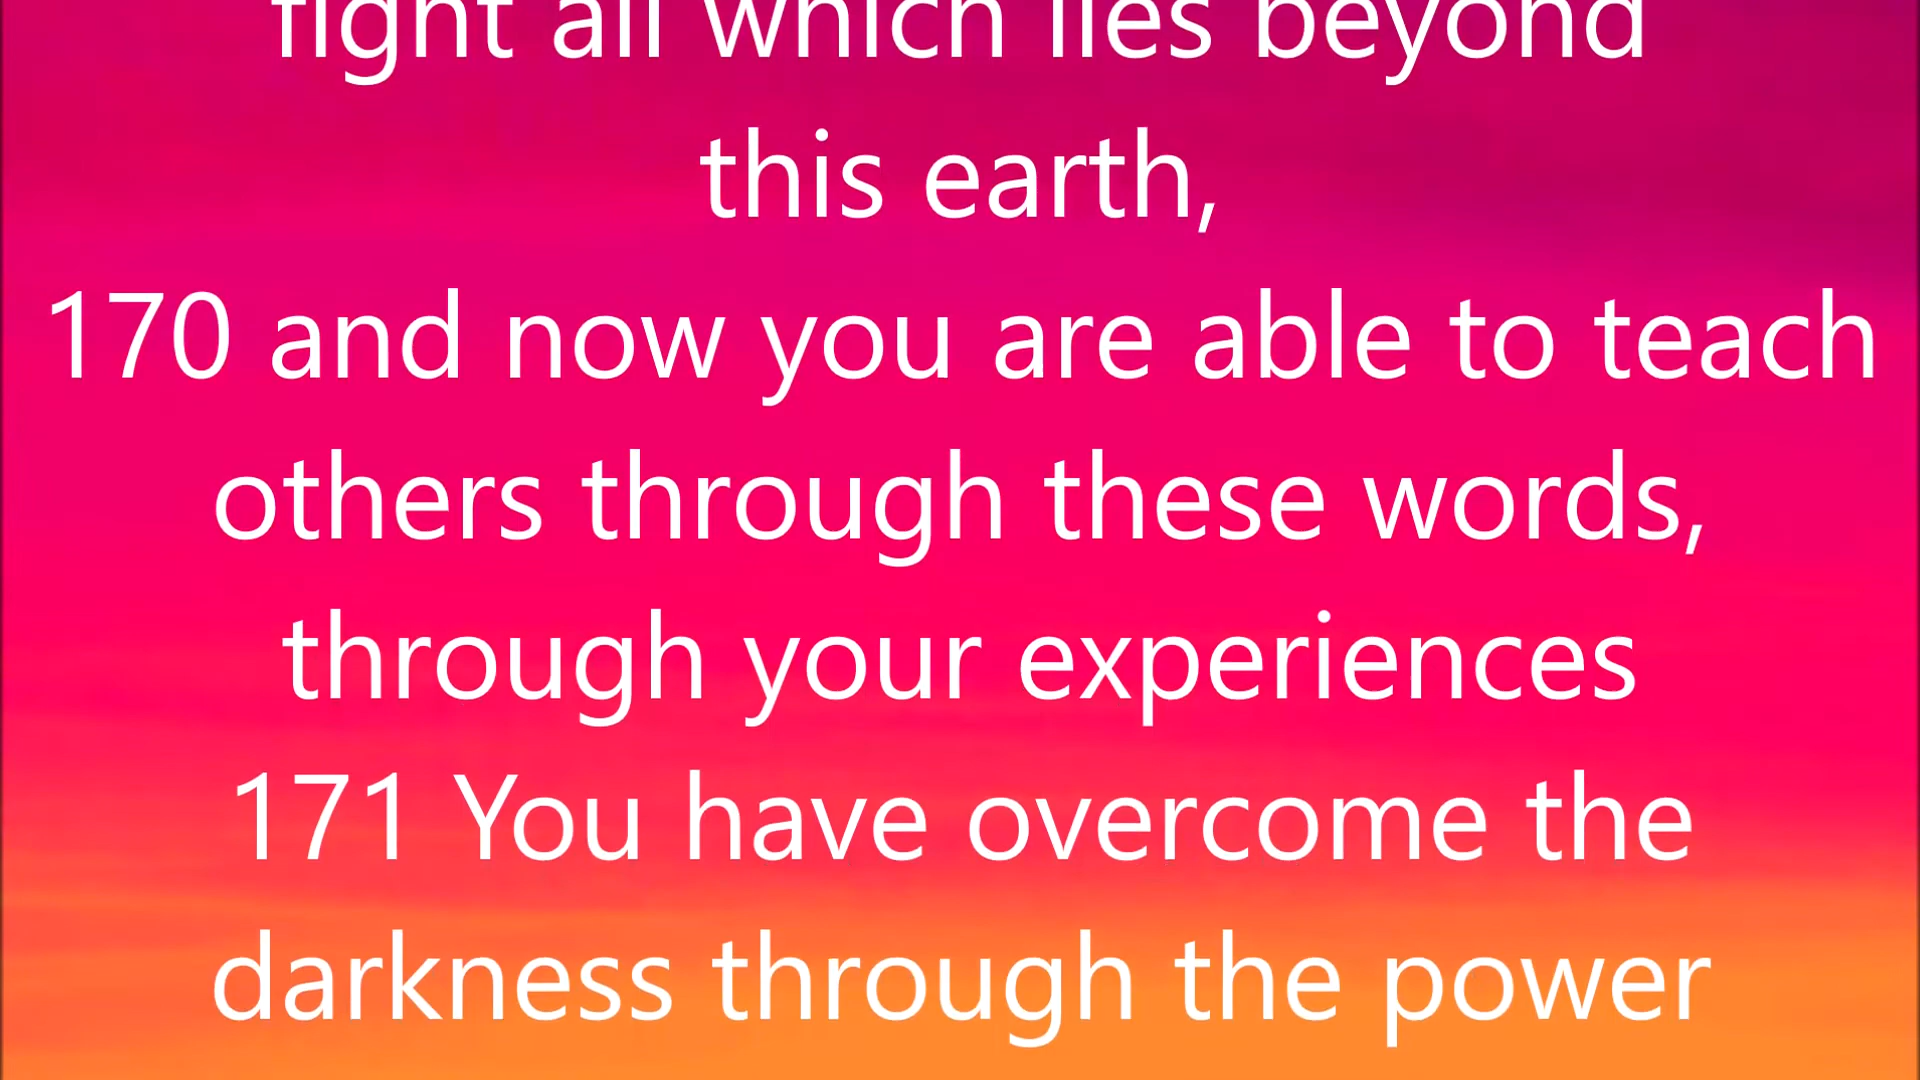 fight all which lies beyond
this earth,
170 and now you are able to teach
others through these words,
through your experiences
171 You have overcome the
darkness through the power